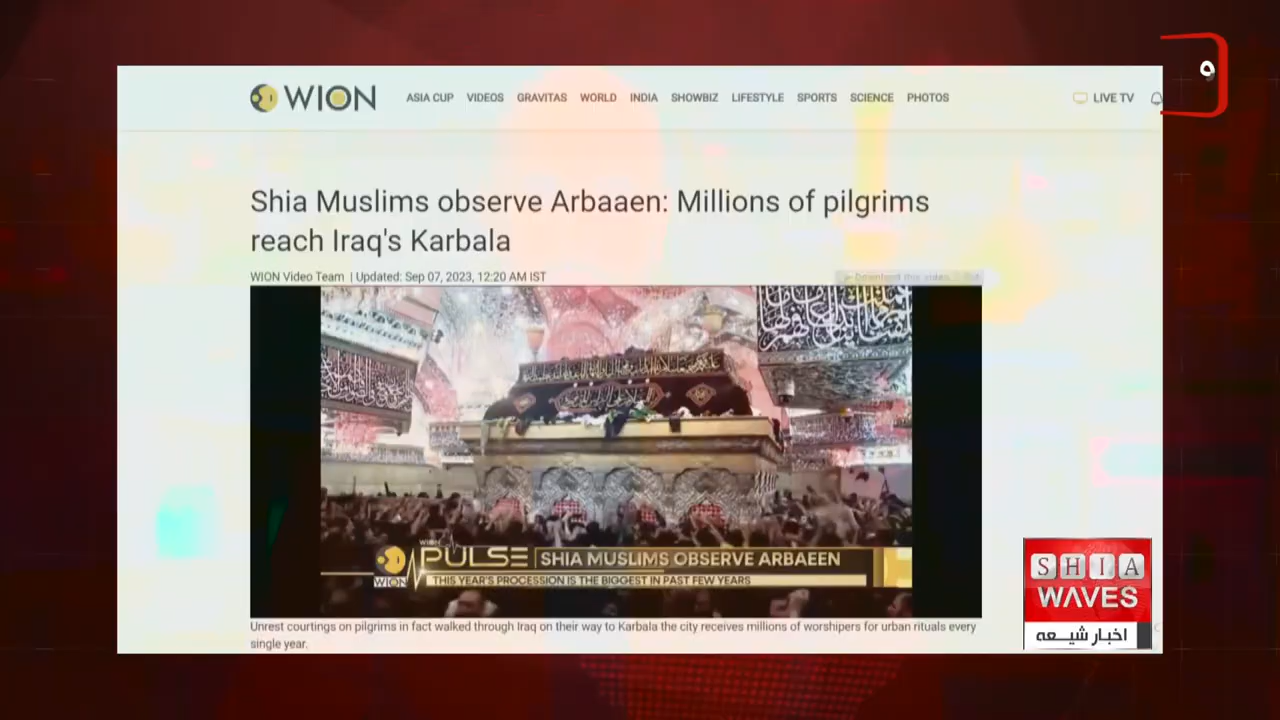 و
WION
ASIA CUP VIDEOS GRAVITAS WORLD INDIA SHOWBIZ LIFESTYLE SPORTS SCIENCE PHOTOS LIVE TV
Shia Muslims observe Arbaaen: Millions of pilgrims
reach Iraq's Karbala
WION Video Team | Updated: Sep 07, 2023, 12:20 AM IST
Download this video
WION
PULSE SHIA MUSLIMS OBSERVE ARBAEEN
WION THIS YEAR'S PROCESSION IS THE BIGGEST IN PAST FEW YEARS
Unrest courtings on pilgrims in fact walked through Iraq on their way to Karbala the city receives millions of worshipers for urban rituals every
single year.
SHIA
WAVES
اخبار شیعه